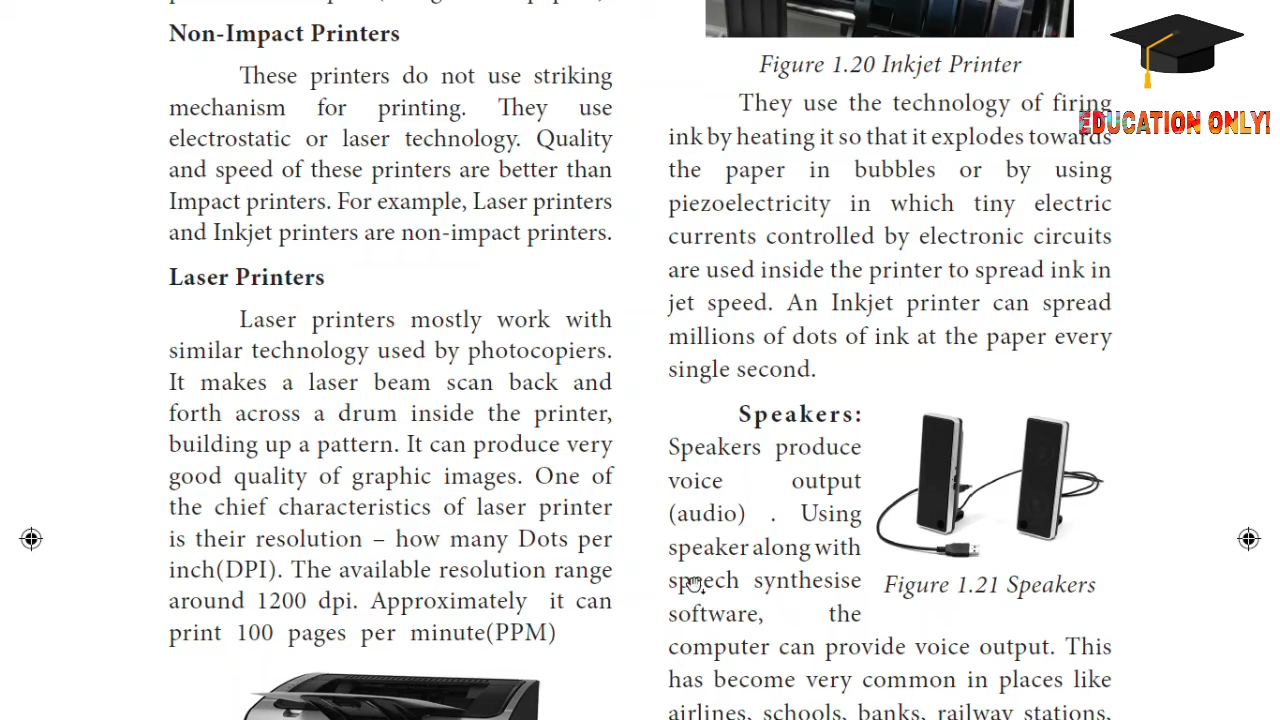 Non-Impact Printers
These printers do not use striking
mechanism for printing. They use
electrostatic or laser technology. Quality
and speed of these printers are better than
Impact printers. For example, Laser printers
and Inkjet printers are non-impact printers.
Laser Printers
Laser printers mostly work with
similar technology used by photocopiers.
It makes a laser beam scan back and
forth across a drum inside the printer,
building up a pattern. It can produce very
good quality of graphic images. One of
the chief characteristics of laser printer
is their resolution – how many Dots per
inch(DPI). The available resolution range
around 1200 dpi. Approximately it can
print 100 pages per minute(PPM)
Figure 1.20 Inkjet Printer
They use the technology of firing
ink by heating it so that it explodes towards
the paper in bubbles or by using
piezoelectricity in which tiny electric
currents controlled by electronic circuits
are used inside the printer to spread ink in
jet speed. An Inkjet printer can spread
millions of dots of ink at the paper every
single second.
Speakers:
Speakers produce
voice output
(audio) . Using
speaker along with
speech synthesise
software, the
Figure 1.21 Speakers
computer can provide voice output. This
has become very common in places like
airlines, schools, banks, railway stations,
EDUCATION ONLY!